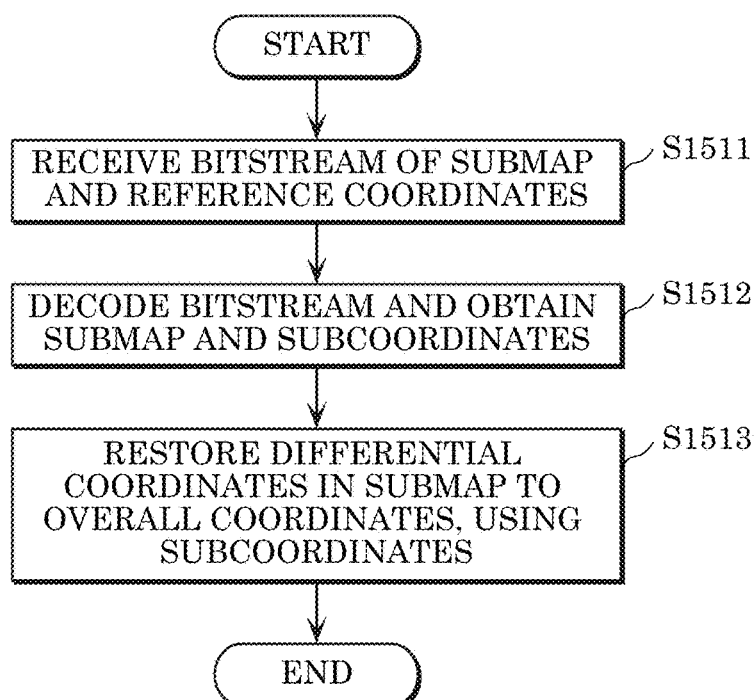 START
RECEIVE BITSTREAM OF SUBMAP
AND REFERENCE COORDINATES
S1511
DECODE BITSTREAM AND OBTAIN
SUBMAP AND SUBCOORDINATES
S1512
RESTORE DIFFERENTIAL
COORDINATES IN SUBMAP TO
OVERALL COORDINATES, USING
SUBCOORDINATES
S1513
END